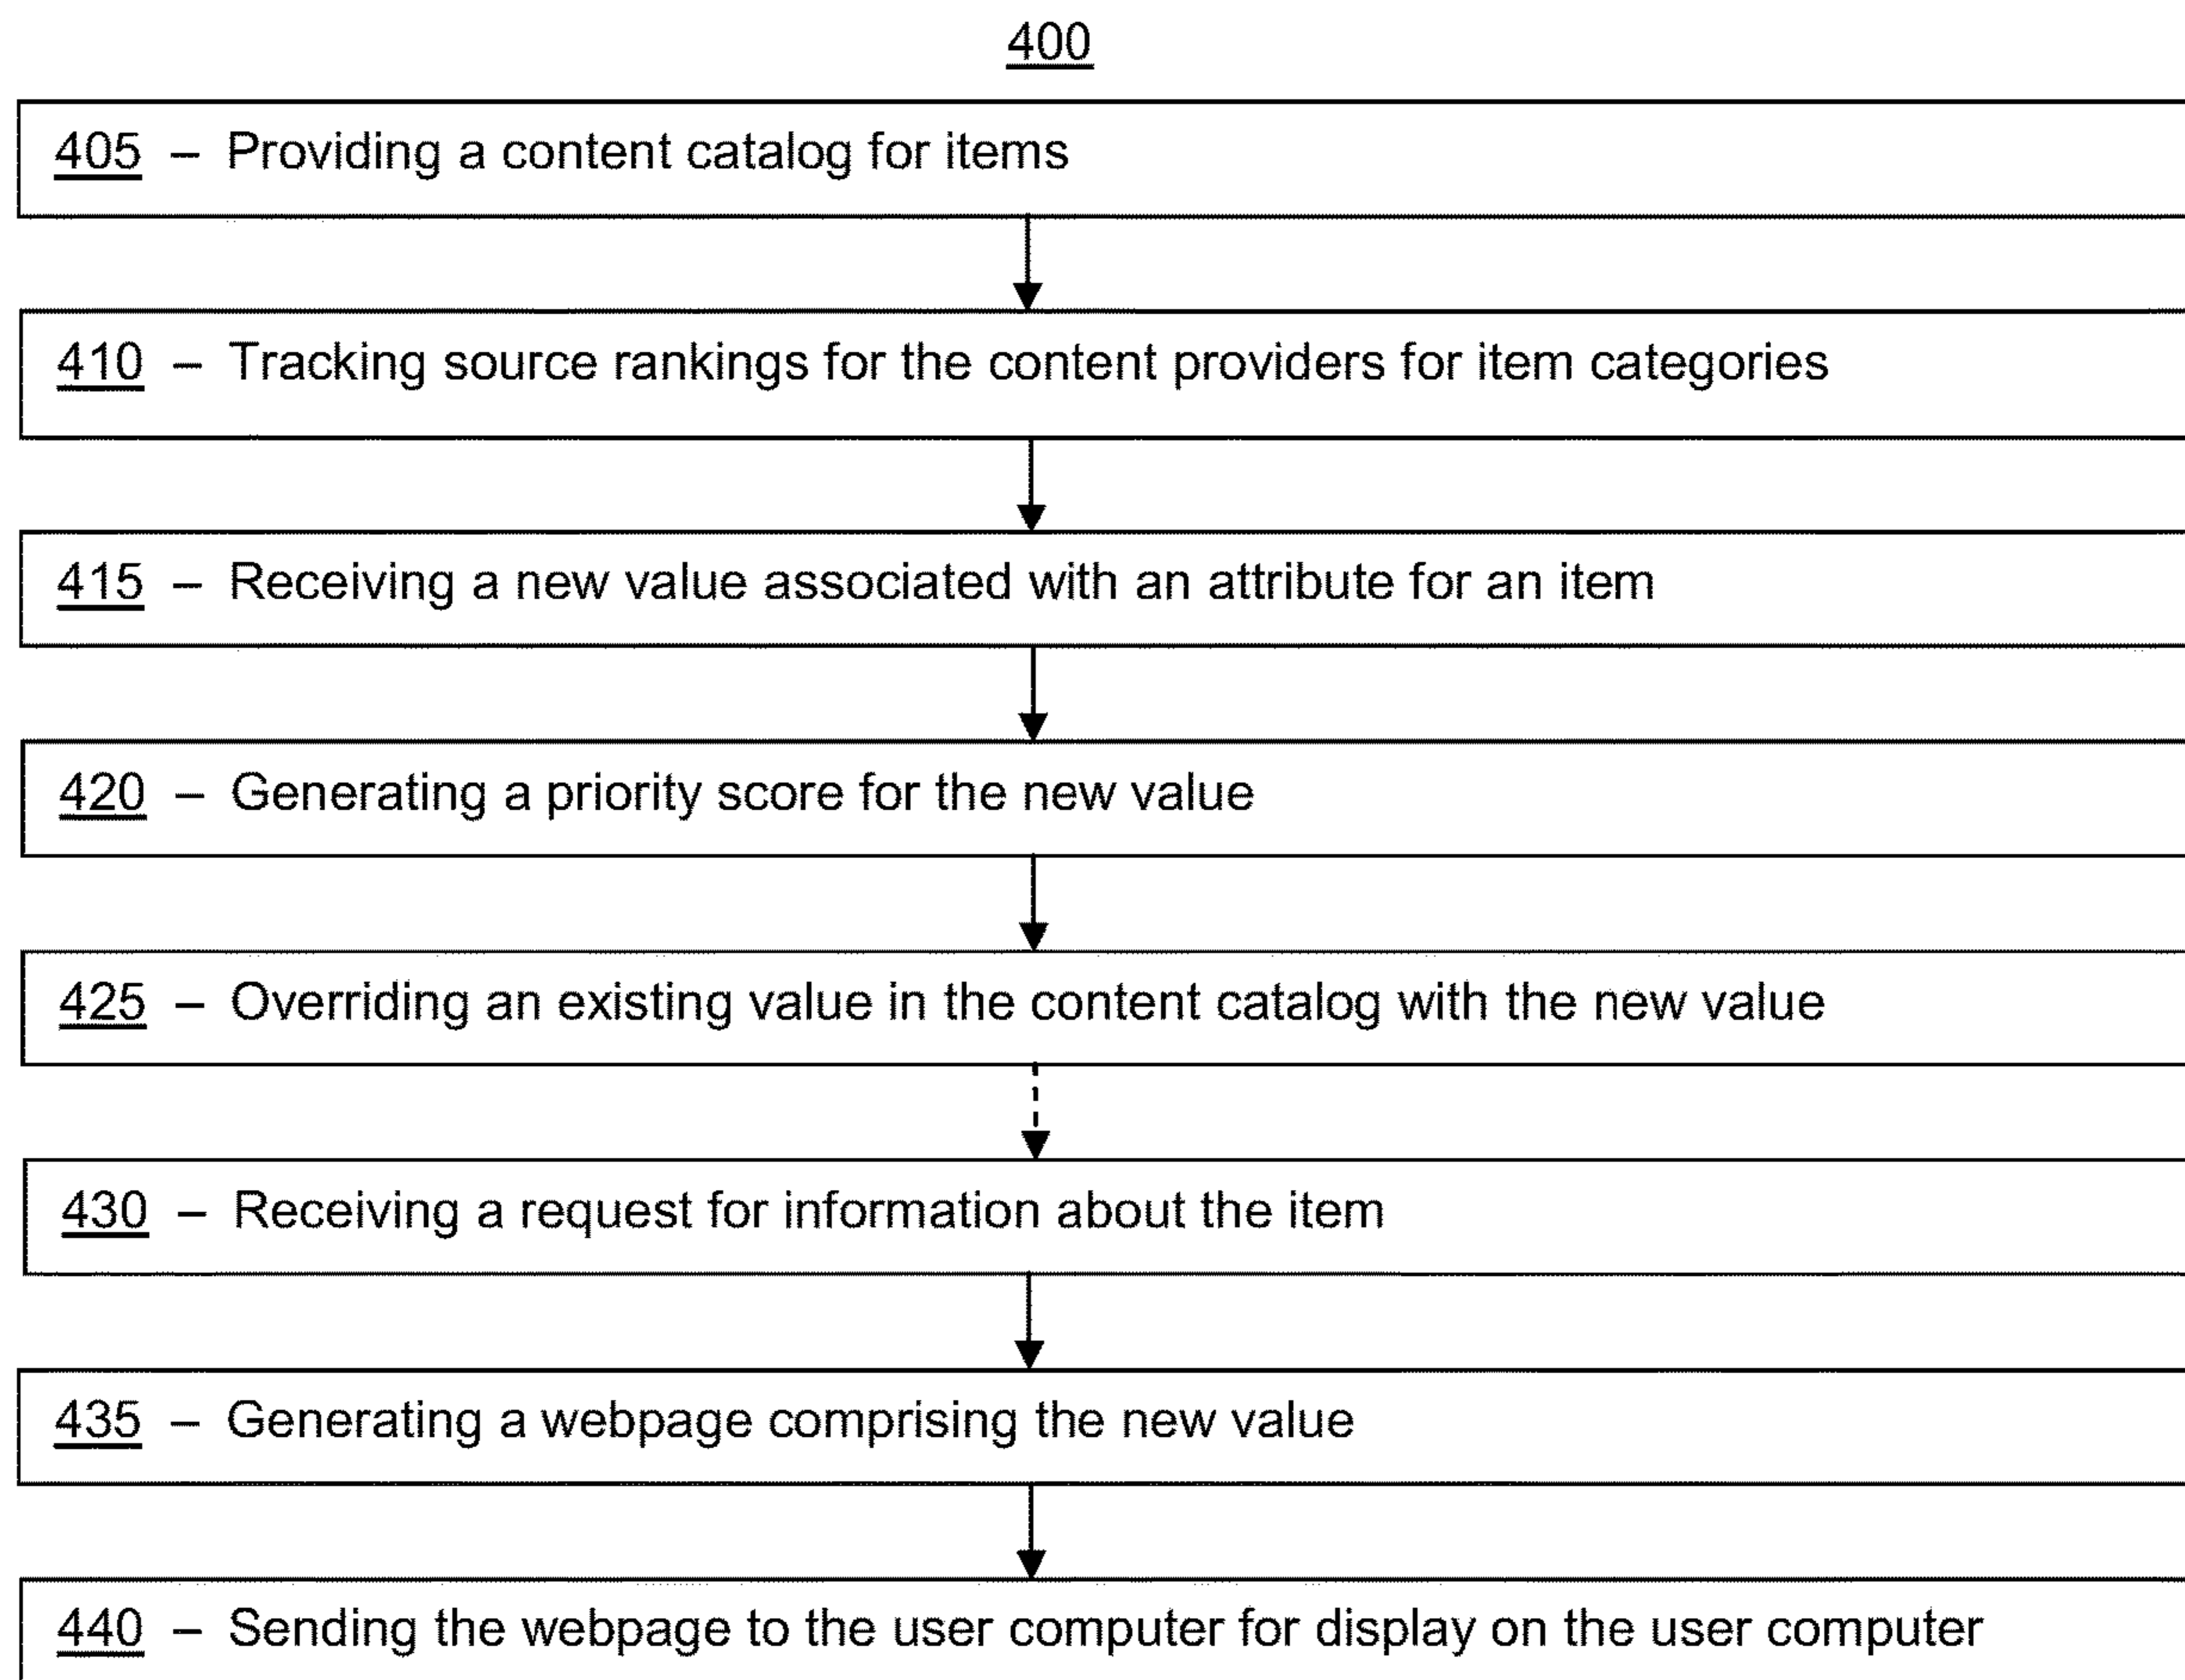 400
405 – Providing a content catalog for items
410 – Tracking source rankings for the content providers for item categories
415 – Receiving a new value associated with an attribute for an item
420 – Generating a priority score for the new value
425 – Overriding an existing value in the content catalog with the new value
430 – Receiving a request for information about the item
435 – Generating a webpage comprising the new value
440 – Sending the webpage to the user computer for display on the user computer